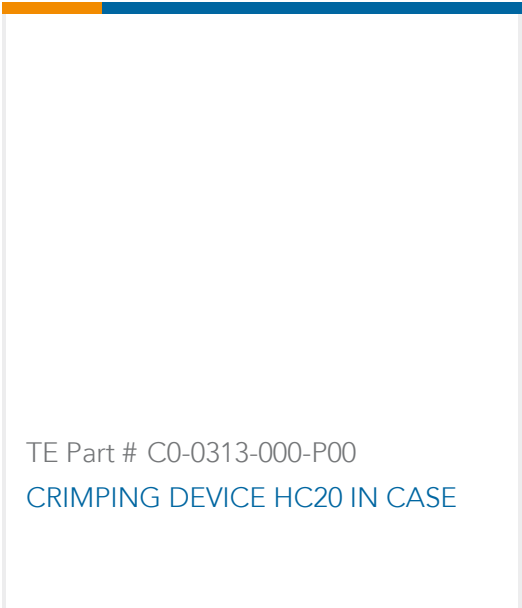 TE Part # C0-0313-000-P00
CRIMPING DEVICE HC20 IN CASE